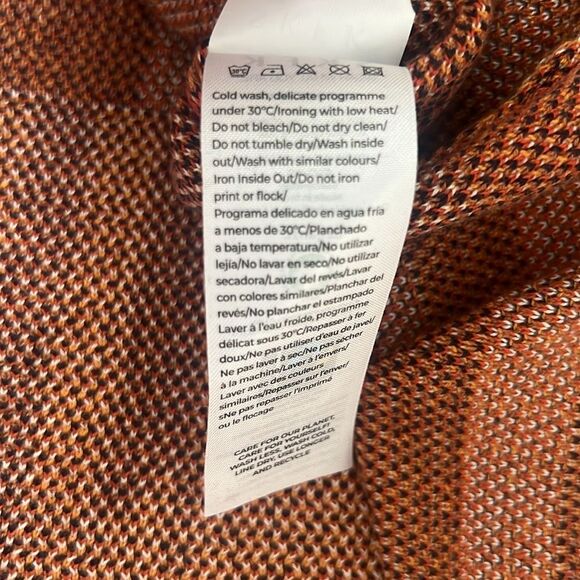 30°C
Cold wash, delicate programme
under 30°C/Ironing with low heat/
Do not bleach/Do not dry clean/
Do not tumble dry/Wash inside
out/Wash with similar colours/
Iron Inside Out/Do not iron
print or flock/
Programa delicado en agua fría
a menos de 30°C/Planchado
a baja temperatura/No utilizar
lejía/No lavar en seco/No utilizar
secadora/Lavar del revés/Lavar
con colores similares/Planchar del
revés/No planchar el estampado
Laver à l'eau froide, programme
délicat sous 30°C/Repasser à fer
doux/Ne pas utiliser d'eau de javel/
Ne pas laver à sec/Ne pas sécher
à la machine/Laver à l'envers/
Laver avec des couleurs
similaires/Repasser sur l'enver/
sNe pas repasser l'imprimé
ou le flocage
CARE FOR OUR PLANET,
CARE FOR YOURSELF!
WASH LESS, WASH COLD,
LINE DRY, USE LONGER
AND RECYCLE